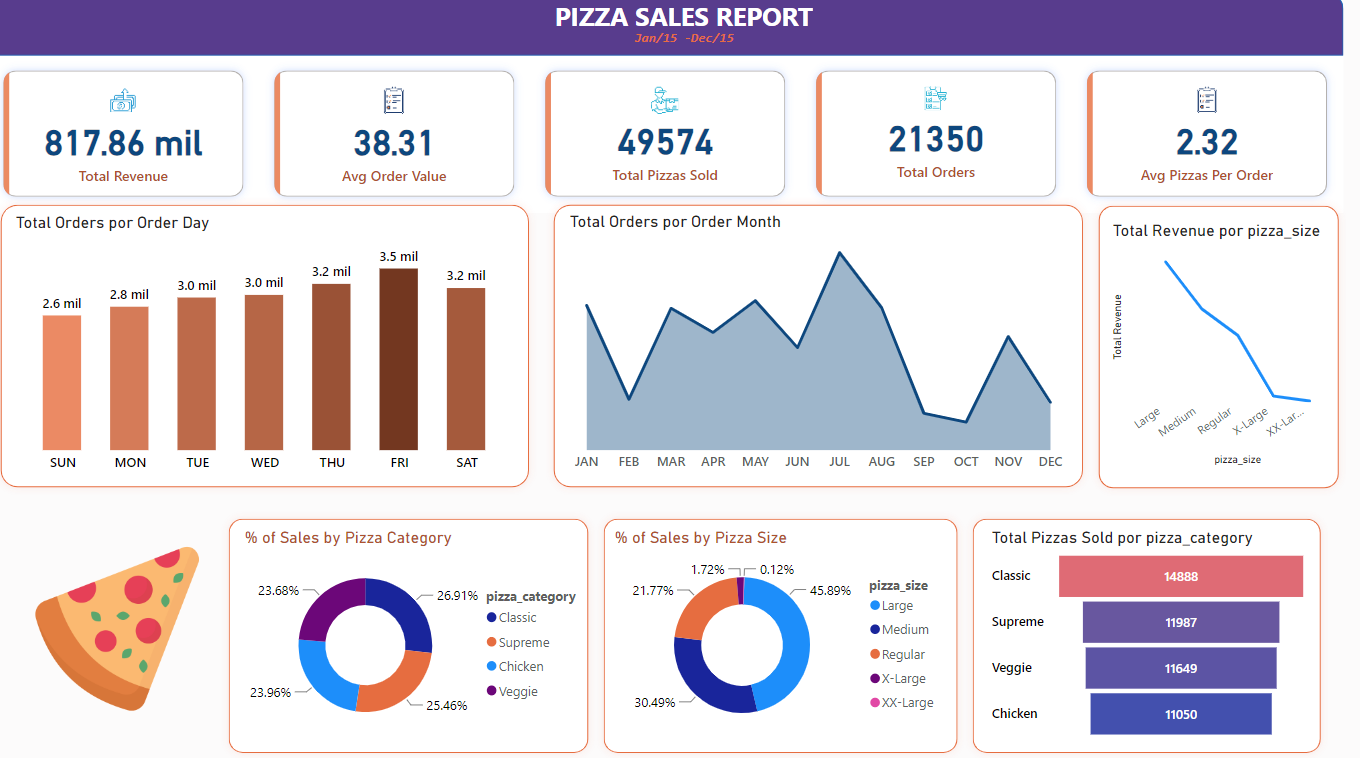 PIZZA SALES REPORT
Jan/15 -Dec/15
817.86 mil
Total Revenue
38.31
Avg Order Value
49574
Total Pizzas Sold
21350
Total Orders
2.32
Avg Pizzas Per Order
Total Orders per Order Day
2.6 mil
2.8 mil
3.0 mil
3.0 mil
3.2 mil
3.5 mil
3.2 mil
SUN MON TUE WED THU FRI SAT
Total Orders per Order Month
JAN FEB MAR APR MAY JUN JUL AUG SEP OCT NOV DEC
Total Revenue per pizza_size
Total Revenue
Large
Medium
Regular
X-Large
XX-Lar...
pizza_size
% of Sales by Pizza Category
23.68%
26.91%
23.96%
25.46%
pizza_category
Classic
Supreme
Chicken
Veggie
% of Sales by Pizza Size
1.72%
0.12%
21.77%
45.89%
30.49%
pizza_size
Large
Medium
Regular
X-Large
XX-Large
Total Pizzas Sold per pizza_category
Classic 14888
Supreme 11987
Veggie 11649
Chicken 11050